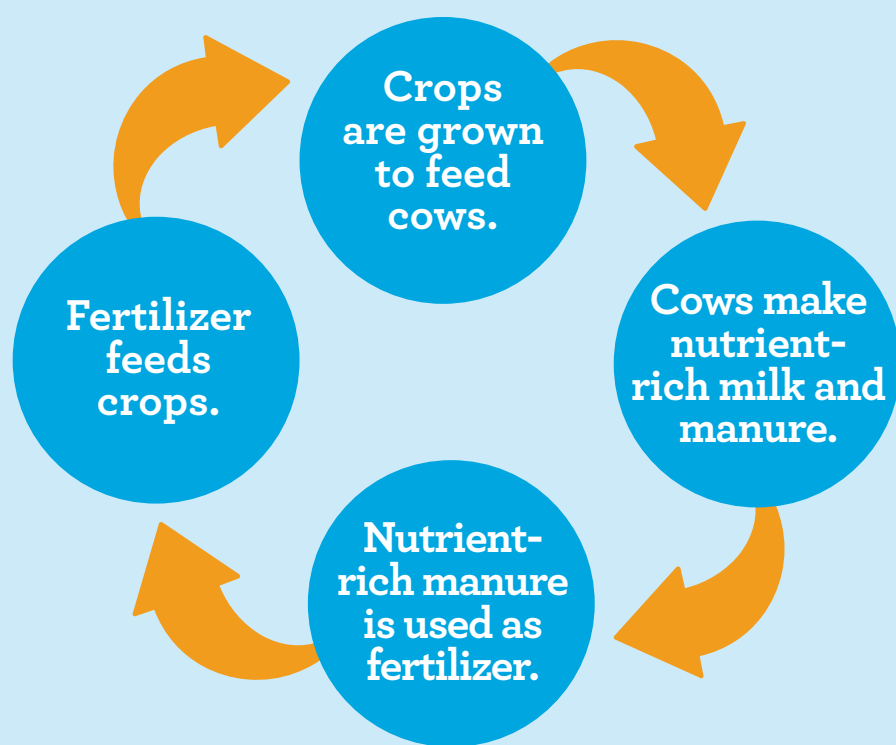 Crops
are grown
to feed
cows.
Cows make
nutrient-
rich milk and
manure.
Nutrient-
rich manure
is used as
fertilizer.
Fertilizer
feeds
crops.